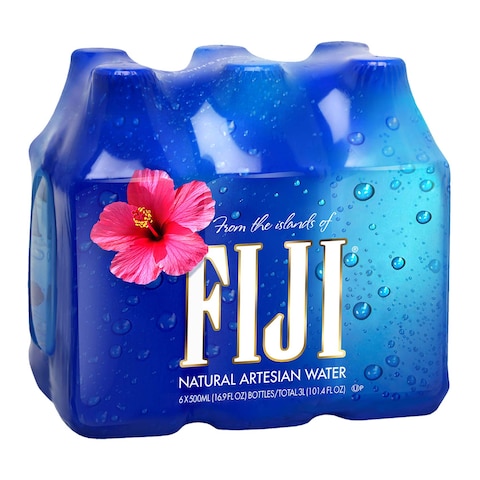 From the islands of
FIJI®
NATURAL ARTESIAN WATER
6 X 500ML (16.9 FL OZ) BOTTLES/TOTAL 3L (101.4 FL OZ)